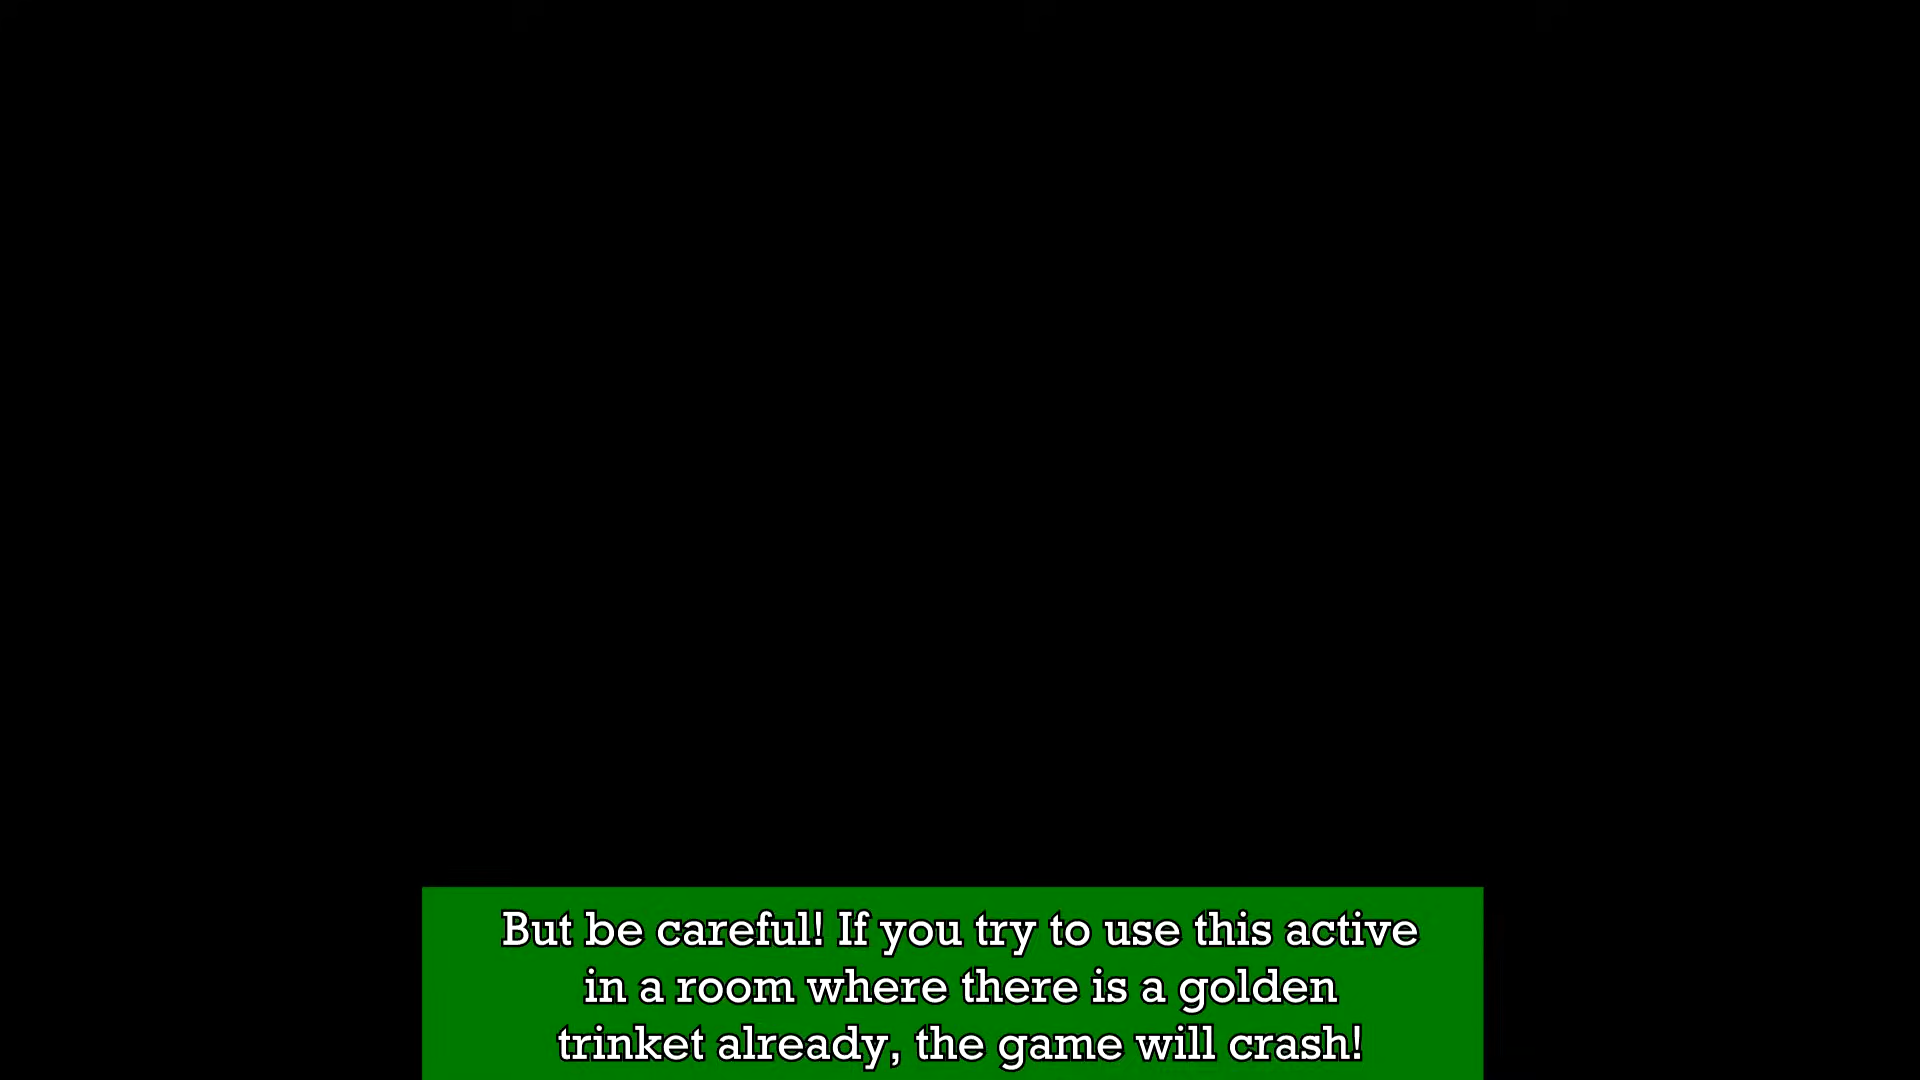 But be careful! If you try to use this active
in a room where there is a golden
trinket already, the game will crash!